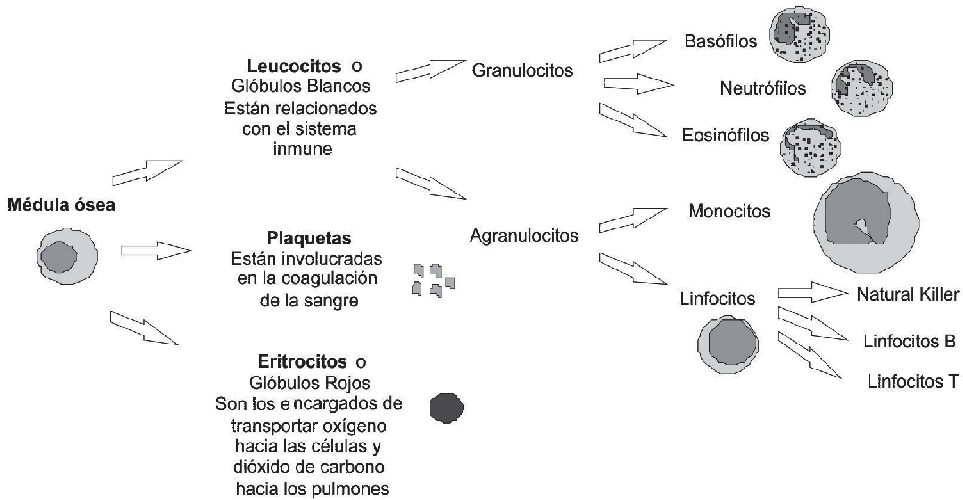 Médula ósea
Leucocitos o
Glóbulos Blancos
Están relacionados
con el sistema
inmune
Plaquetas
Están involucradas
en la coagulación
de la sangre
Eritrocitos o
Glóbulos Rojos
Son los encargados de
transportar oxígeno
hacia las células y
dióxido de carbono
hacia los pulmones
Granulocitos
Agranulocitos
Basófilos
Neutrófilos
Eosinófilos
Monocitos
Linfocitos
Natural Killer
Linfocitos B
Linfocitos T